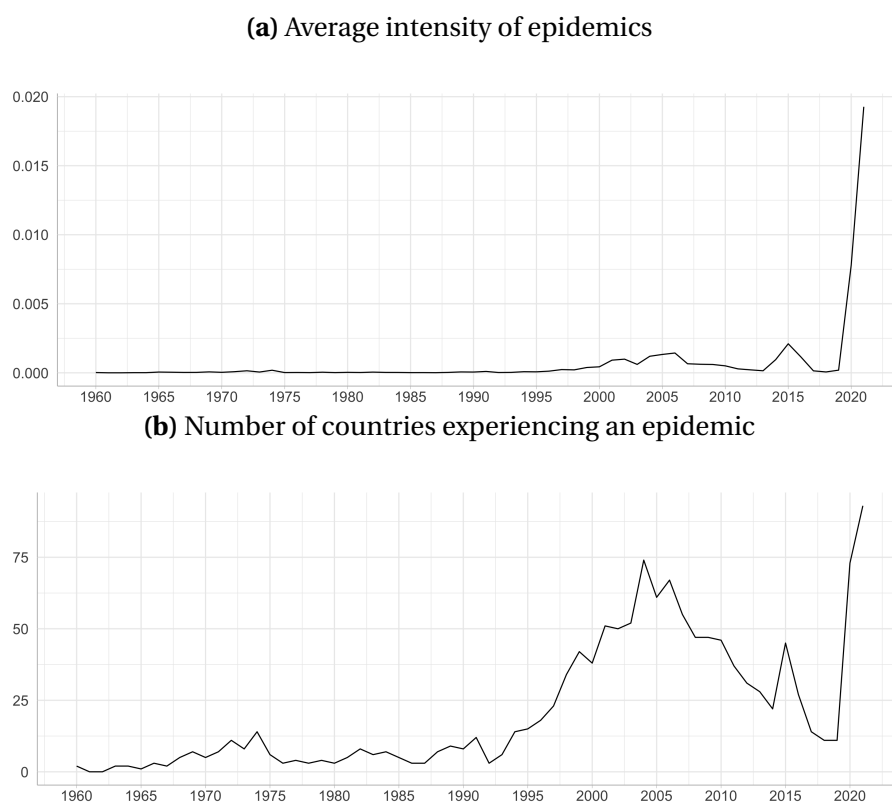 (a) Average intensity of epidemics
0.020
0.015
0.010
0.005
0.000
1960 1965 1970 1975 1980 1985 1990 1995 2000 2005 2010 2015 2020
(b) Number of countries experiencing an epidemic
75
50
25
0
1960 1965 1970 1975 1980 1985 1990 1995 2000 2005 2010 2015 2020